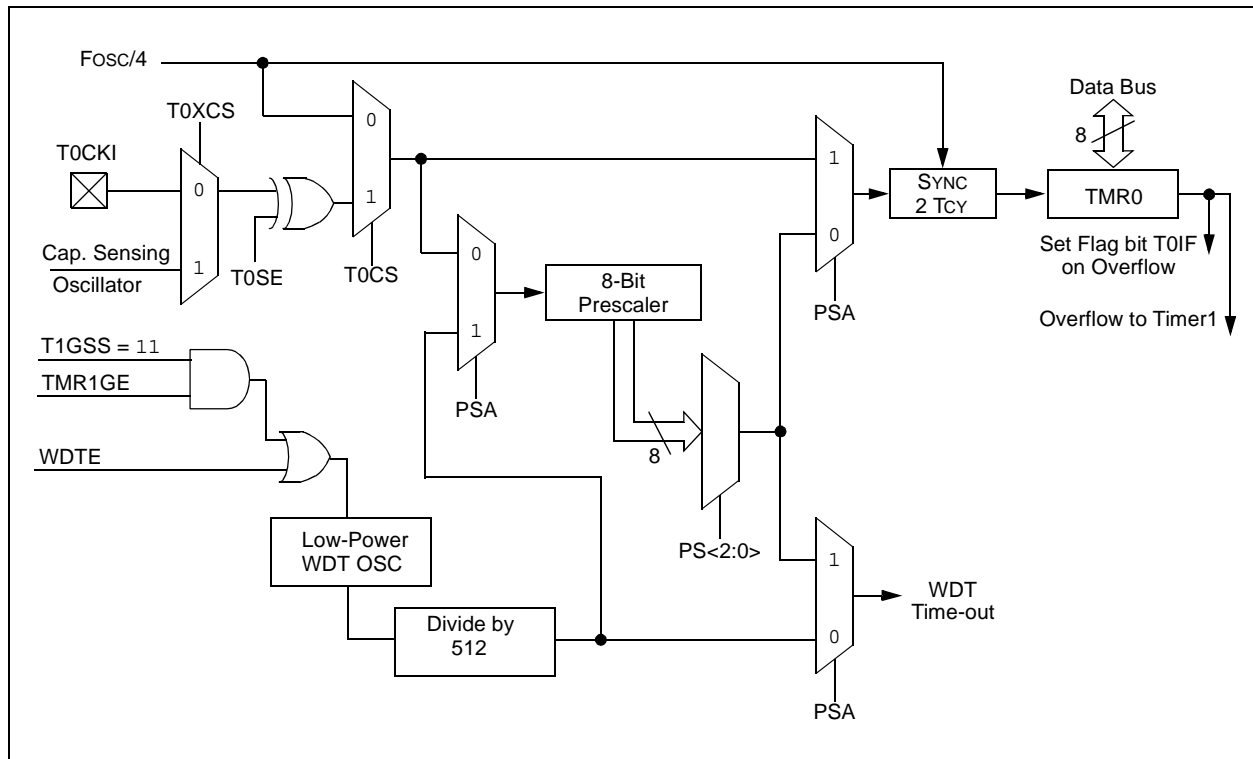 FOSC/4
Data Bus
8
T0XCS
T0CKI
0
1
0
1
SYNC
2 TCY
TMR0
0
1
Cap. Sensing
Oscillator
T0SE
T0CS
0
1
0
8-Bit
Prescaler
PSA
Set Flag bit T0IF
on Overflow
Overflow to Timer1
T1GSS = 11
TMR1GE
PSA
8
WDTE
PS<2:0>
Low-Power
WDT OSC
1
0
WDT
Time-out
Divide by
512
PSA